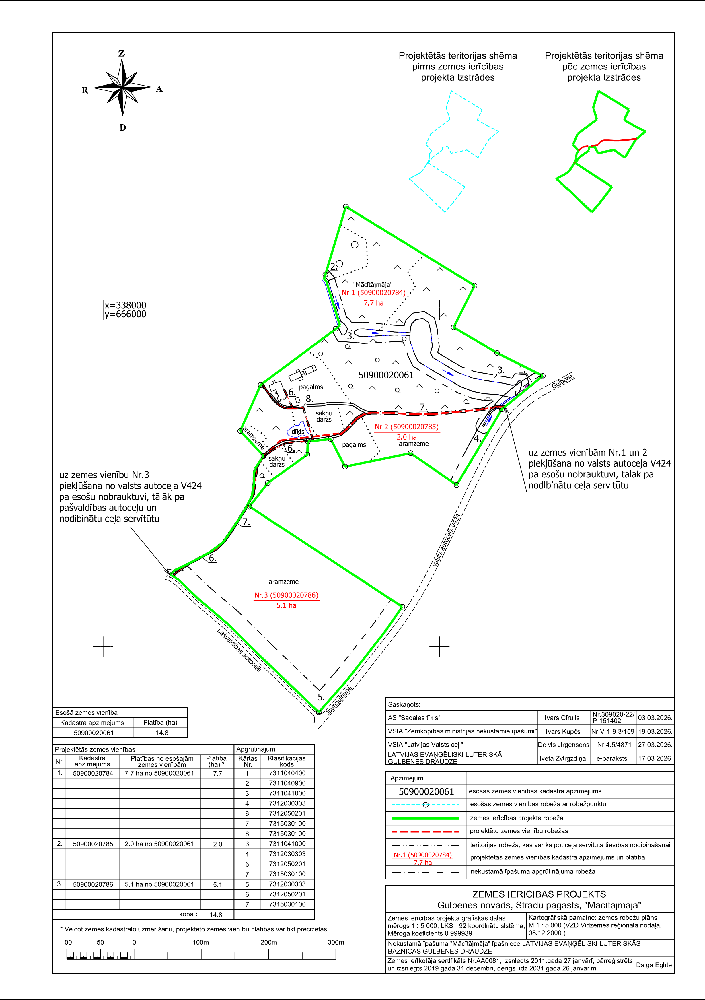 Z
R
A
D
Projektētās teritorijas shēma
pirms zemes ierīcības
projekta izstrādes
Projektētās teritorijas shēma
pēc zemes ierīcības
projekta izstrādes
x=338000
y=666000
2.
"Mācītājmāja"
Nr.1 (50900020784)
7.7 ha
3.
50900020061
3.
1.
Gulbene
pagalms
6.
8.
7.
sakņu
dārzs
dīķis
aramzeme
Nr.2 (50900020785)
2.0 ha
aramzeme
4.
pagalms
6.
sakņu
dārzs
uz zemes vienībām Nr.1 un 2
piekļūšana no valsts autoceļa V424
pa esošu nobrauktuvi, tālāk pa
nodibinātu ceļa servitūtu
uz zemes vienību Nr.3
piekļūšana no valsts autoceļa V424
pa esošu nobrauktuvi, tālāk pa
pašvaldības autoceļu un
nodibinātu ceļa servitūtu
7.
6.
valsts autoceļš V424
aramzeme
Nr.3 (50900020786)
5.1 ha
pašvaldības autoceļš
5.
Jaungulbene
Esošā zemes vienība
Kadastra apzīmējums Platība (ha)
50900020061 14.8
Projektētās zemes vienības Apgrūtinājumi
Nr. Kadastra apzīmējums Platības no esošajām zemes vienībām Platība (ha) * Kārtas Nr. Klasifikācijas kods
1. 50900020784 7.7 ha no 50900020061 7.7 1. 7311040400
2. 7311040900
3. 7311041000
4. 7312030303
6. 7312050201
7. 7315030100
8. 7315030100
2. 50900020785 2.0 ha no 50900020061 2.0 3. 7311041000
4. 7312030303
6. 7312050201
7 7315030100
3. 50900020786 5.1 ha no 50900020061 5.1 5. 7312030303
6. 7312050201
7. 7315030100
kopā : 14.8
* Veicot zemes kadastrālo uzmērīšanu, projektēto zemes vienību platības var tikt precizētas.
100 50 0 100m 200m 300m
Saskaņots:
AS "Sadales tīkls" Ivars Cīrulis Nr.309020-22/ P-151402 03.03.2026.
VSIA "Zemkopības ministrijas nekustamie īpašumi" Ivars Kupčs Nr.V-1-9.3/159 19.03.2026.
VSIA "Latvijas Valsts ceļi" Deivis Jirgensons Nr.4.5/4871 27.03.2026.
LATVIJAS EVAŅĢĒLISKI LUTERISKĀ
GULBENES DRAUDZE Iveta Zvirgzdiņa e-paraksts 17.03.2026.
Apzīmējumi
50900020061 esošās zemes vienības kadastra apzīmējums
esošās zemes vienības robeža ar robežpunktu
zemes ierīcības projekta robeža
projektēto zemes vienību robežas
teritorijas robeža, kas var kalpot ceļa servitūta tiesības nodibināšanai
Nr.1 (50900020784)
7.7 ha
projektētās zemes vienības kadastra apzīmējums un platība
nekustamā īpašuma apgrūtinājuma robeža
ZEMES IERĪCĪBAS PROJEKTS
Gulbenes novads, Stradu pagasts, "Mācītājmāja"
Zemes ierīcības projekta grafiskās daļas
mērogs 1 : 5 000, LKS - 92 koordinātu sistēma,
Mēroga koeficients 0.999939
Kartogrāfiskā pamatne: zemes robežu plāns
M 1 : 5 000 (VZD Vidzemes reģionālā nodaļa,
08.12.2000.)
Nekustamā īpašuma "Mācītājmāja" īpašniece LATVIJAS EVAŅĢĒLISKI LUTERISKĀS
BAZNĪCAS GULBENES DRAUDZE
Zemes ierīkotāja sertifikāts Nr.AA0081, izsniegts 2011.gada 27.janvārī, pārreģistrēts
un izsniegts 2019.gada 31.decembrī, derīgs līdz 2031.gada 26.janvārim
Daiga Eglīte